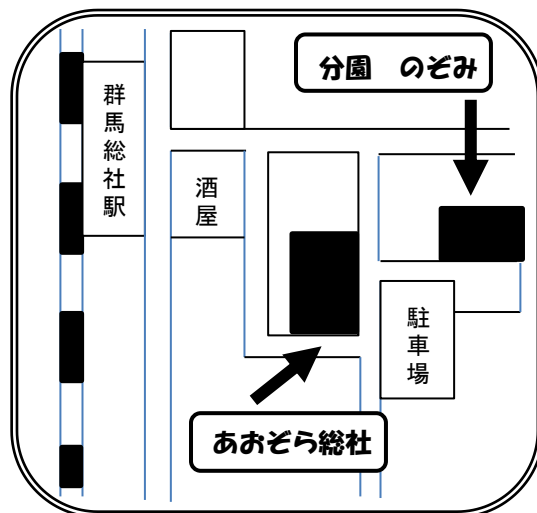 分園　のぞみ
群馬総社駅
酒屋
駐車場
あおぞら総社